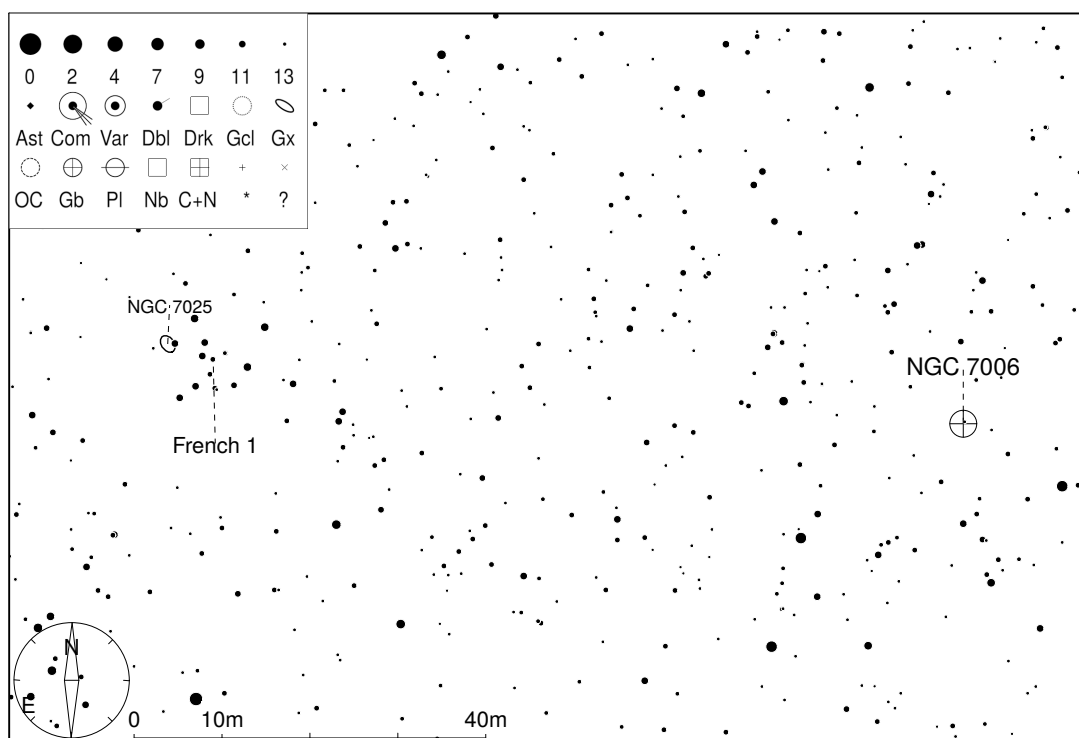 0 2 4 7 9 11 13
Ast Com Var Dbl Drk Gcl Gx
OC Gb Pl Nb C+N * ?
NGC 7025
NGC 7006
French 1
N
E
0 10m 40m